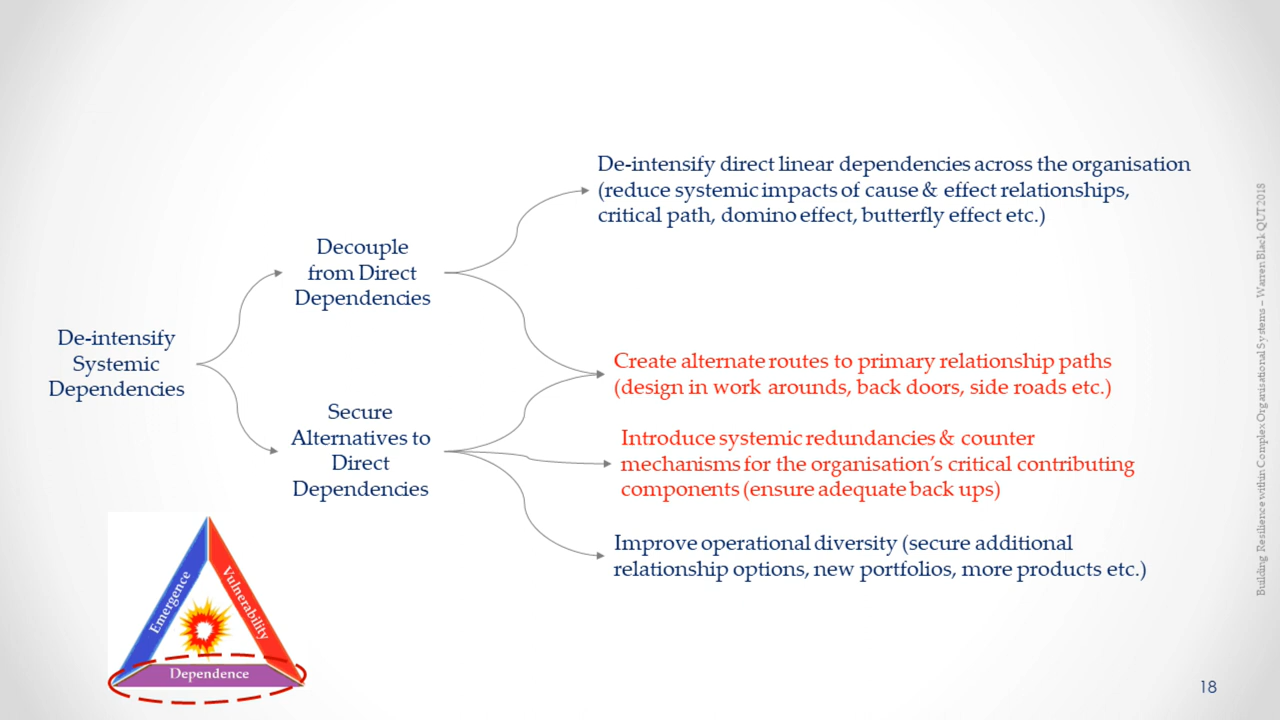 De-intensify direct linear dependencies across the organisation
(reduce systemic impacts of cause & effect relationships,
critical path, domino effect, butterfly effect etc.)
Decouple
from Direct
Dependencies
De-intensify
Systemic
Dependencies
Create alternate routes to primary relationship paths
(design in work arounds, back doors, side roads etc.)
Secure
Alternatives to
Direct
Dependencies
Introduce systemic redundancies & counter
mechanisms for the organisation's critical contributing
components (ensure adequate back ups)
Improve operational diversity (secure additional
relationship options, new portfolios, more products etc.)
Emergence
Vulnerability
Dependence
Building Resilience within Complex Organisational Systems – Warren Black QUT 2018
18